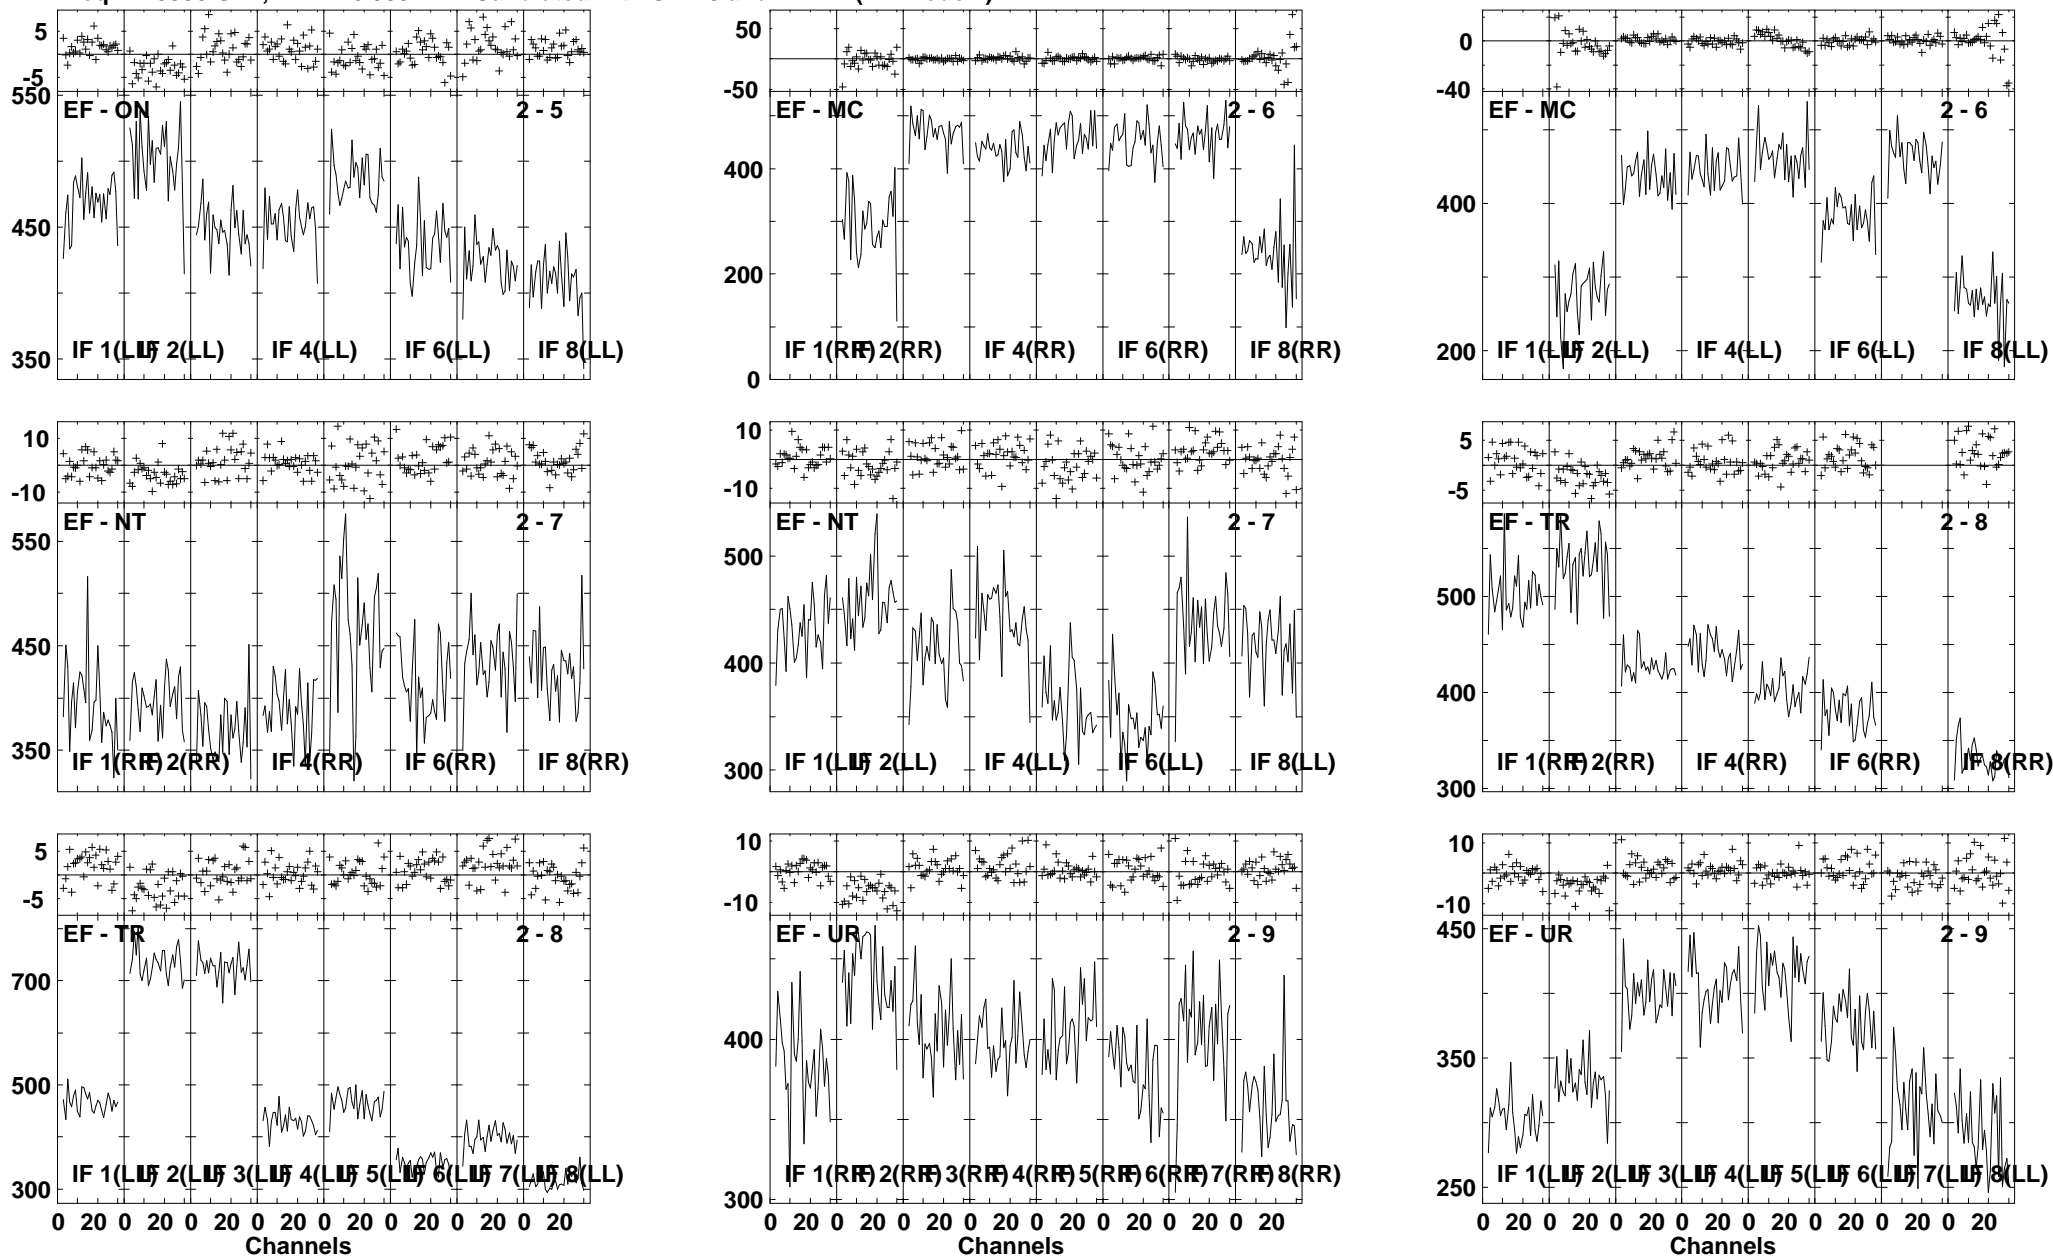 5
-5
550
450
350
EF - ON 2 - 5
IF 1(LL) IF 2(LL) IF 4(LL) IF 6(LL) IF 8(LL)
50
0
-50
400
200
0
EF - MC 2 - 6
IF 1(RR) IF 2(RR) IF 4(RR) IF 6(RR) IF 8(RR)
0
-40
400
200
EF - MC 2 - 6
IF 1(LL) IF 2(LL) IF 4(LL) IF 6(LL) IF 8(LL)
10
-10
550
450
350
EF - NT 2 - 7
IF 1(RR) IF 2(RR) IF 4(RR) IF 6(RR) IF 8(RR)
10
-10
500
400
300
EF - NT 2 - 7
IF 1(LL) IF 2(LL) IF 4(LL) IF 6(LL) IF 8(LL)
5
-5
500
400
300
EF - TR 2 - 8
IF 1(RR) IF 2(RR) IF 4(RR) IF 6(RR) IF 8(RR)
5
-5
700
500
300
EF - TR 2 - 8
IF 1(LL) IF 2(LL) IF 3(LL) IF 4(LL) IF 5(LL) IF 6(LL) IF 7(LL) IF 8(LL)
0 20 0 20 0 20 0 20 0 20 0 20 0 20 0 20
Channels
10
-10
400
300
EF - UR 2 - 9
IF 1(RR) IF 2(RR) IF 3(RR) IF 4(RR) IF 5(RR) IF 6(RR) IF 7(RR) IF 8(RR)
0 20 0 20 0 20 0 20 0 20 0 20 0 20 0 20
Channels
10
-10
450
350
250
EF - UR 2 - 9
IF 1(LL) IF 2(LL) IF 3(LL) IF 4(LL) IF 5(LL) IF 6(LL) IF 7(LL) IF 8(LL)
0 20 0 20 0 20 0 20 0 20 0 20 0 20 0 20
Channels